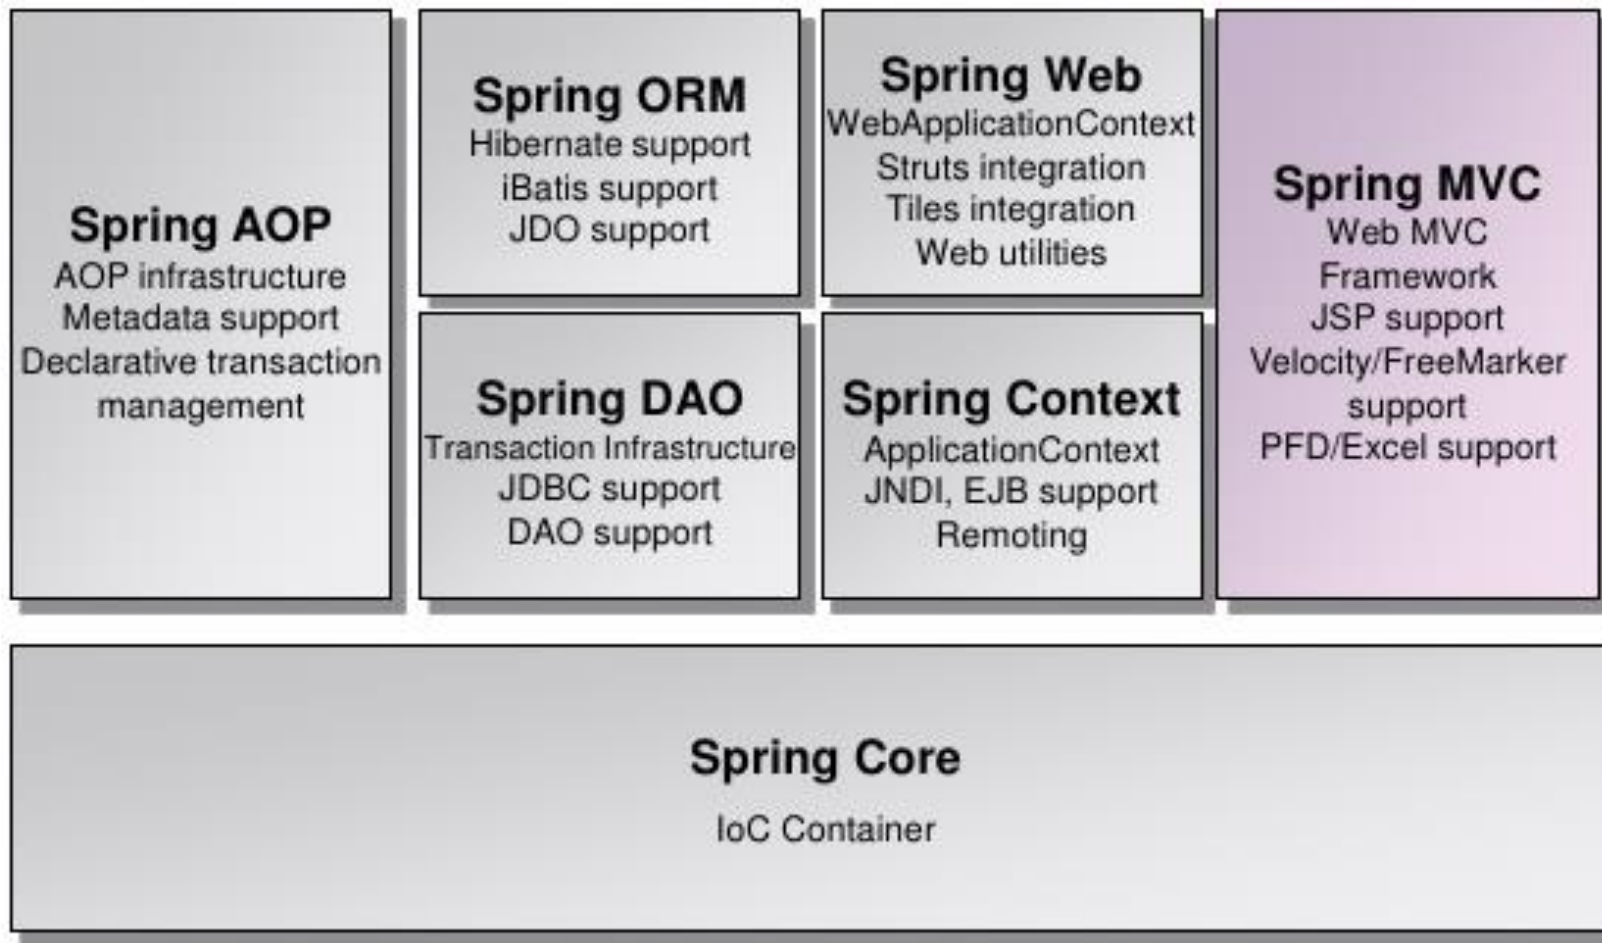 Spring AOP
AOP infrastructure
Metadata support
Declarative transaction
management
Spring ORM
Hibernate support
iBatis support
JDO support
Spring DAO
Transaction Infrastructure
JDBC support
DAO support
Spring Web
WebApplicationContext
Struts integration
Tiles integration
Web utilities
Spring Context
ApplicationContext
JNDI, EJB support
Remoting
Spring MVC
Web MVC
Framework
JSP support
Velocity/FreeMarker
support
PFD/Excel support
Spring Core
IoC Container